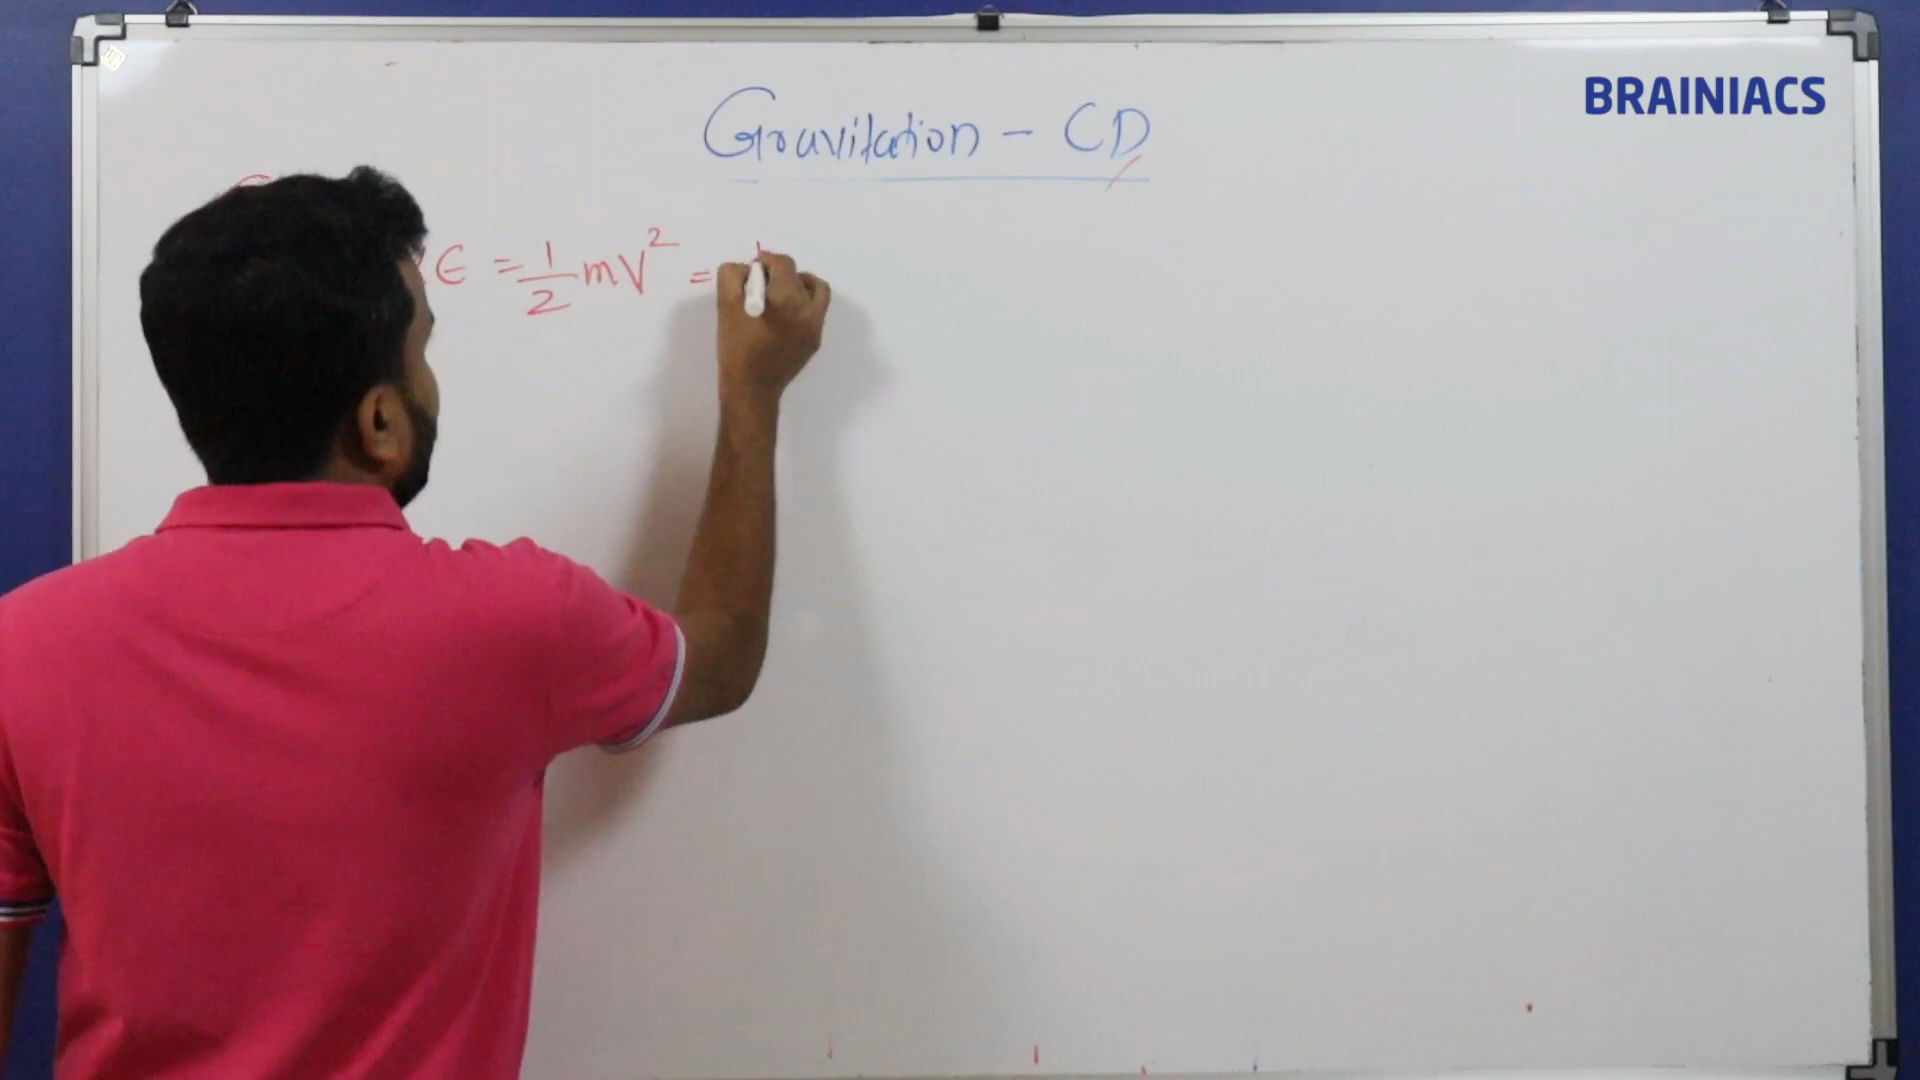 BRAINIACS
Gravitation - CD
E = 1/2 mV² =